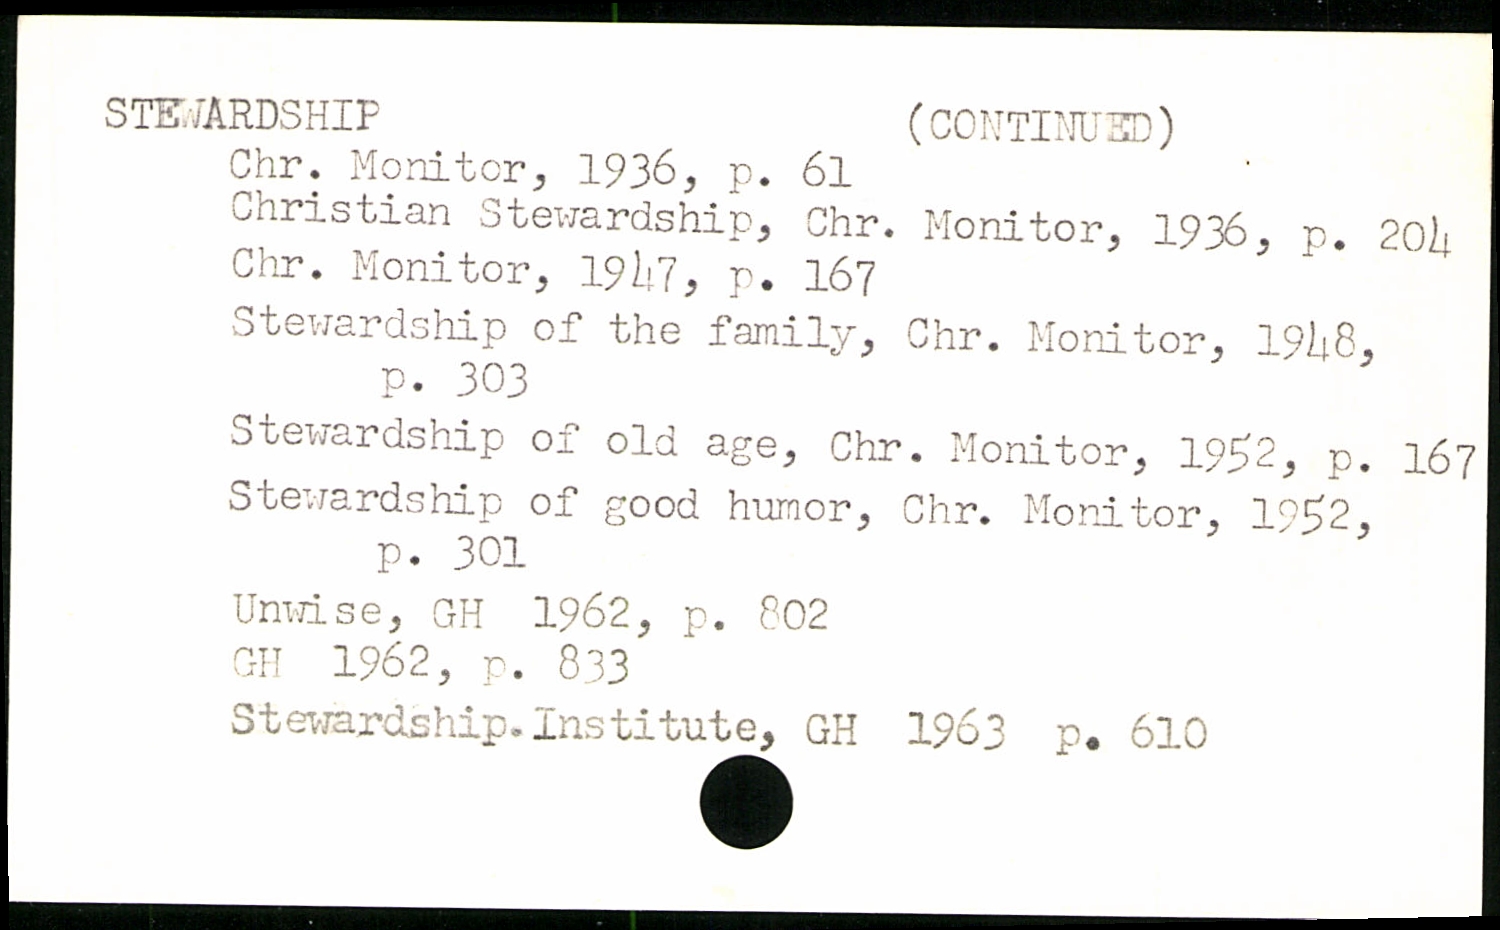 STEWARDSHIP (CONTINUED)
Chr. Monitor, 1936, p. 61
Christian Stewardship, Chr. Monitor, 1936, p. 204
Chr. Monitor, 1947, p. 167
Stewardship of the family, Chr. Monitor, 1948,
p. 303
Stewardship of old age, Chr. Monitor, 1952, p. 167
Stewardship of good humor, Chr. Monitor, 1952,
p. 301
Unwise, GH 1962, p. 802
GH 1962, p. 833
Stewardship.Institute, GH 1963 p. 610